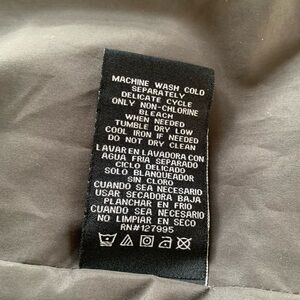 MACHINE WASH COLD
SEPARATELY
DELICATE CYCLE
ONLY NON-CHLORINE
BLEACH
WHEN NEEDED
TUMBLE DRY LOW
COOL IRON IF NEEDED
DO NOT DRY CLEAN
LAVAR EN LAVADORA CON
AGUA FRIA SEPARADO
CICLO DELICADO
SOLO BLANQUEADOR
SIN CLORO
CUANDO SEA NECESARIO
USAR SECADORA BAJA
PLANCHAR EN FRIO
CUANDO SEA NECESARIO
NO LIMPIAR EN SECO
RN#127995